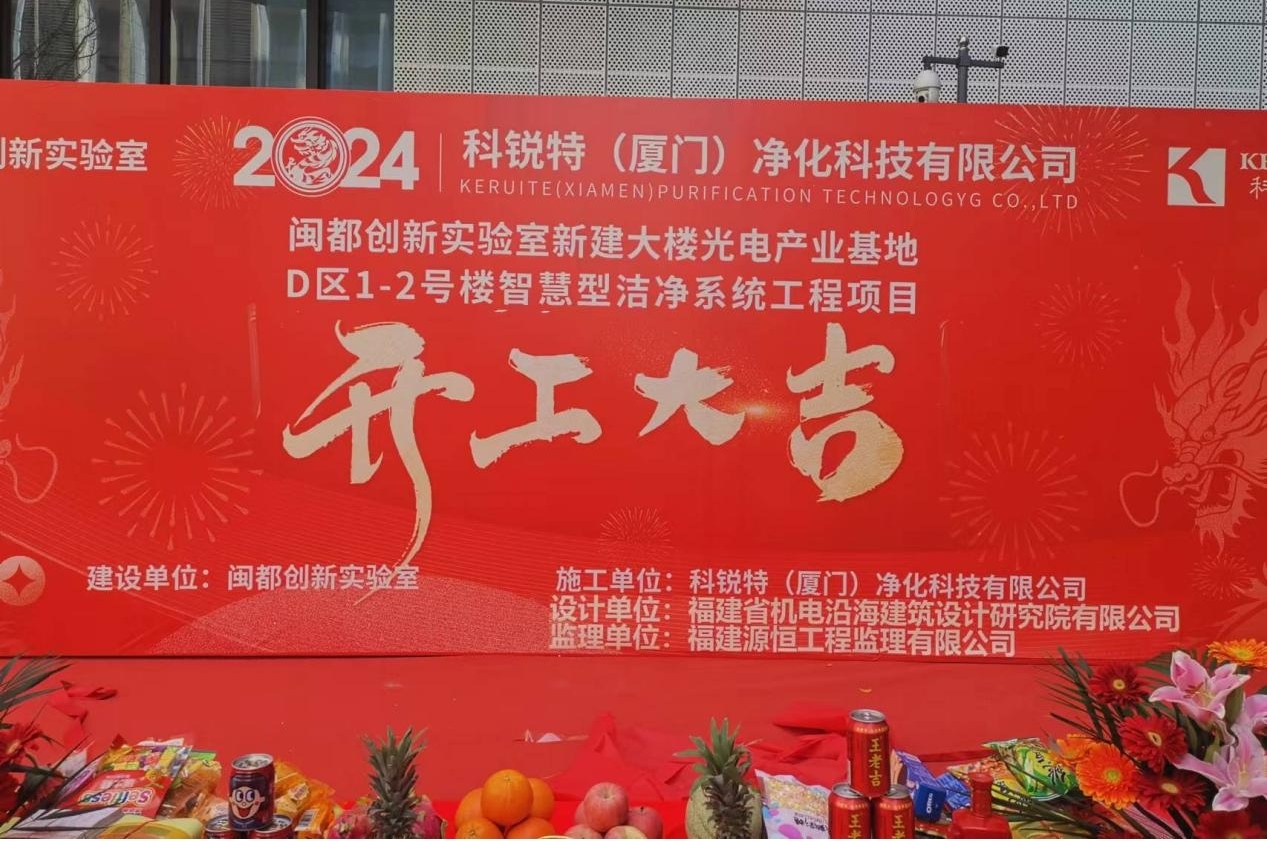 创新实验室
2024
科锐特（厦门）净化科技有限公司
KERUITE(XIAMEN)PURIFICATION TECHNOLOGYG CO.,LTD
KE
科
闽都创新实验室新建大楼光电产业基地
D区1-2号楼智慧型洁净系统工程项目
开工大吉
建设单位：闽都创新实验室
施工单位：科锐特（厦门）净化科技有限公司
设计单位：福建省机电沿海建筑设计研究院有限公司
监理单位：福建源恒工程监理有限公司
王老吉
王老
王老